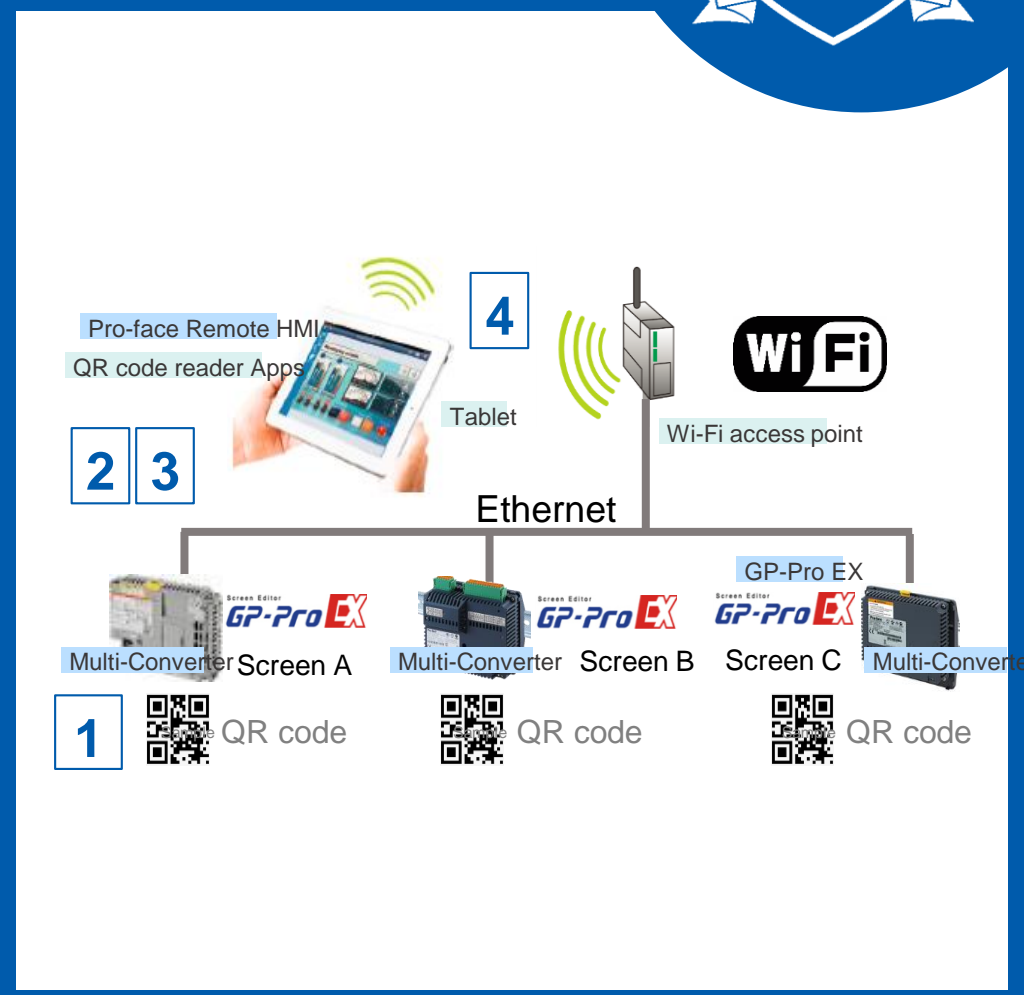 4
Pro-face Remote HMI
QR code reader Apps
Wi Fi
Tablet
Wi-Fi access point
2 3
Ethernet
GP-Pro EX
Screen Editor
GP-Pro EX
Screen Editor
GP-Pro EX
Screen Editor
GP-Pro EX
Multi-Converter Screen A
Multi-Converter Screen B
Screen C Multi-Converte
1
Sample QR code
Sample QR code
Sample QR code